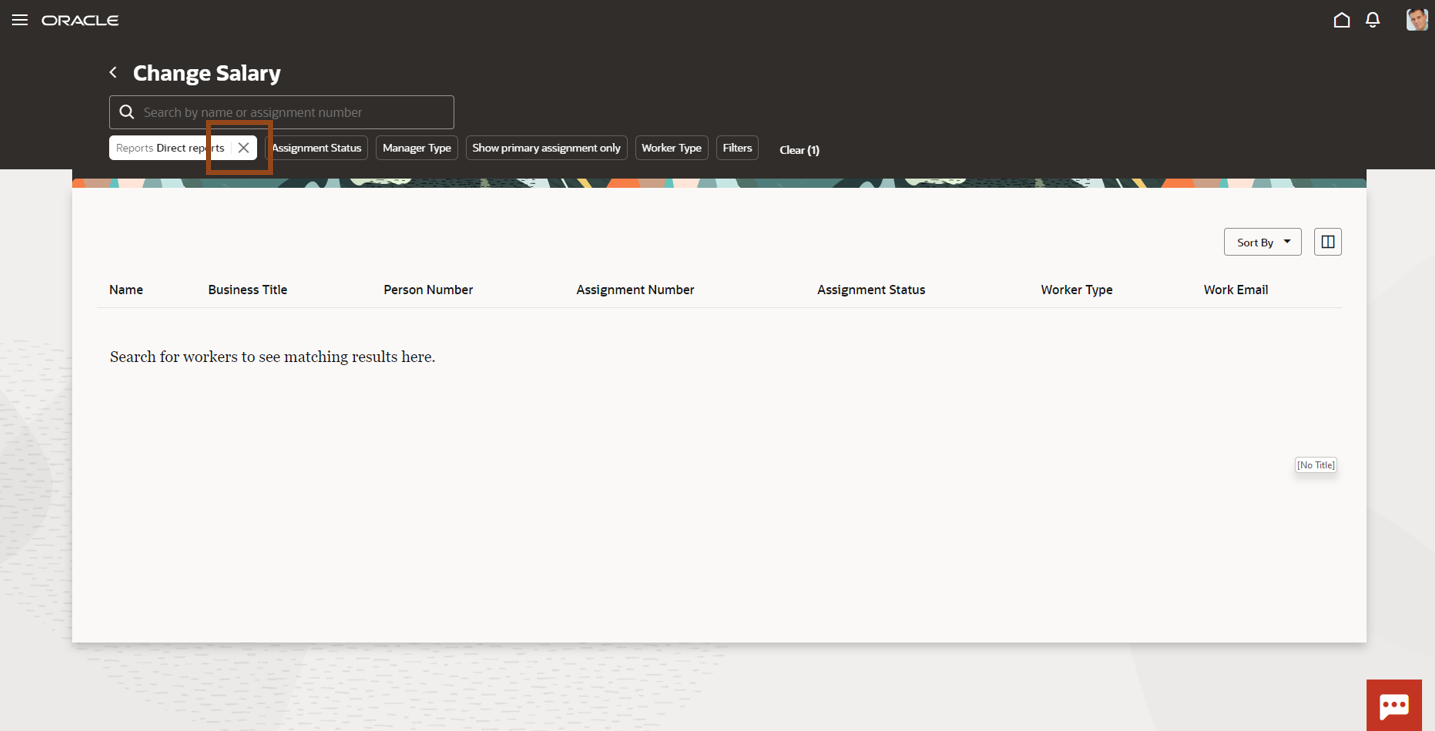 ORACLE
Change Salary
Search by name or assignment number
Reports Direct reports Assignment Status Manager Type Show primary assignment only Worker Type Filters Clear (1)
Sort By
Name Business Title Person Number Assignment Number Assignment Status Worker Type Work Email
Search for workers to see matching results here.
[No Title]